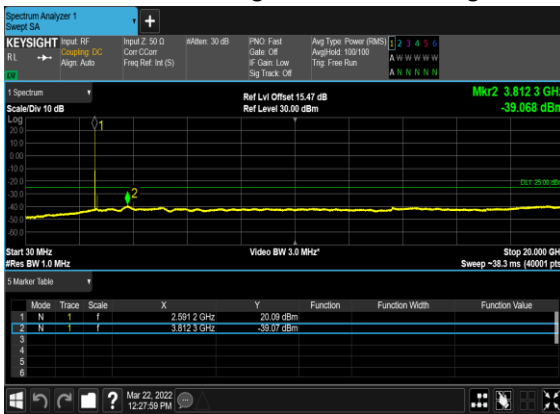 Spectrum Analyzer 1
Swept SA
KEYSIGHT Input: RF Input Z: 50 Ω #Atten: 30 dB PNO: Fast Avg Type: Power (RMS) 1 2 3 4 5 6
RL Coupling: DC Corr CCorr Gate: Off Avg|Hold: 100/100 A W W W W W
Align: Auto Freq Ref: Int (S) IF Gain: Low Trig: Free Run
Sig Track: Off A N N N N N
LV
1 Spectrum Ref Lvl Offset 15.47 dB Mkr2 3.812 3 GHz
Scale/Div 10 dB Ref Level 30.00 dBm -39.068 dBm
Log
20.0 1
10.0
0.00
-10.0
-20.0 DL1 -25.00 dBm
-30.0 2
-40.0
-50.0
-60.0
Start 30 MHz Video BW 3.0 MHz* Stop 20.000 GHz
#Res BW 1.0 MHz Sweep ~38.3 ms (40001 pts)
5 Marker Table
Mode Trace Scale X Y Function Function Width Function Value
1 N 1 f 2.591 2 GHz 20.09 dBm
2 N 1 f 3.812 3 GHz -39.07 dBm
3
4
5
6
? Mar 22, 2022
12:27:59 PM